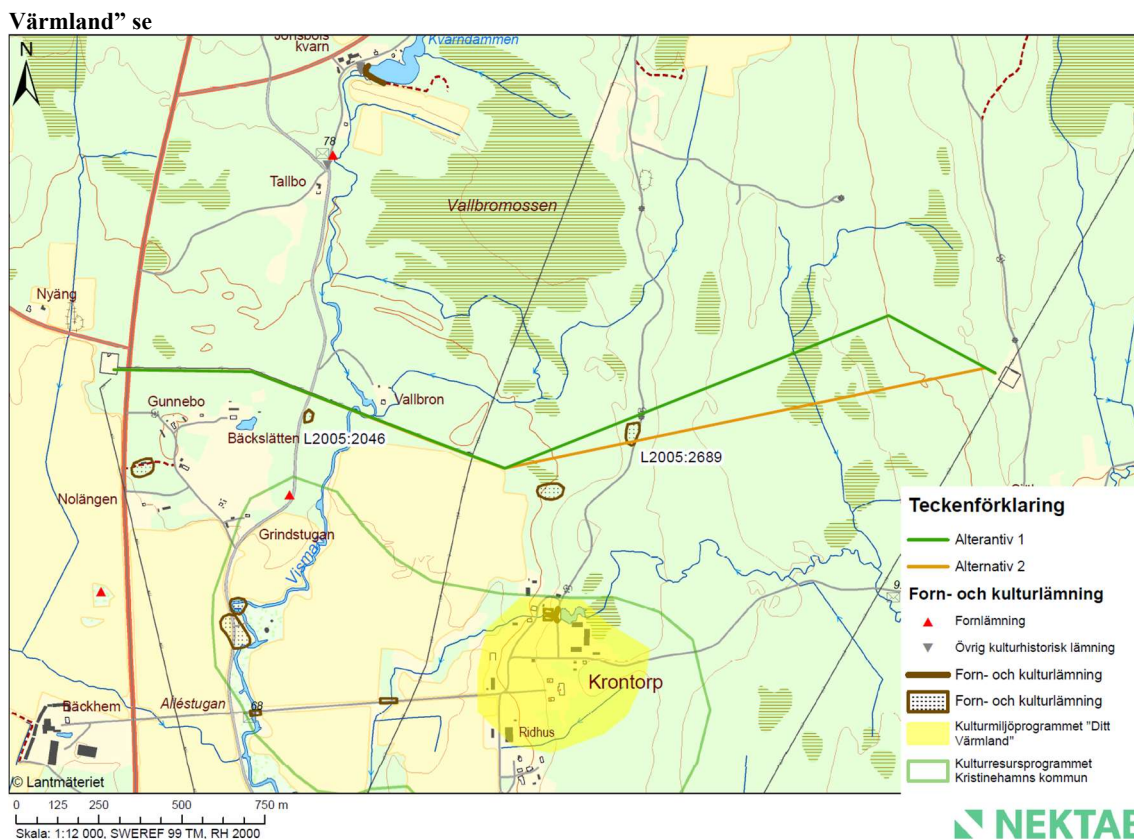 Värmland” se
N
Jonsbols
kvarn
Kvarndammen
78
Tallbo
Vallbromossen
Nyäng
Gunnebo
Vallbron
Bäckslätten
L2005:2046
L2005:2689
Nolängen
Grindstugan
Visman
Krontorp
Alléstugan
68
Bäckhem
Ridhus
© Lantmäteriet
0 125 250 500 750 m
Skala: 1:12 000, SWEREF 99 TM, RH 2000
Teckenförklaring
Alterantiv 1
Alternativ 2
Forn- och kulturlämning
Fornlämning
Övrig kulturhistorisk lämning
Forn- och kulturlämning
Forn- och kulturlämning
Kulturmiljöprogrammet "Ditt
Värmland"
Kulturresursprogrammet
Kristinehamns kommun
NEKTAB